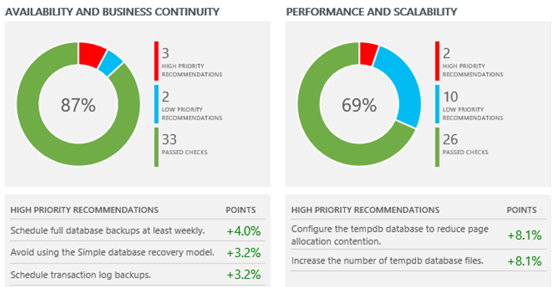 AVAILABILITY AND BUSINESS CONTINUITY
87%
3
HIGH PRIORITY
RECOMMENDATIONS
2
LOW PRIORITY
RECOMMENDATIONS
33
PASSED CHECKS
HIGH PRIORITY RECOMMENDATIONS POINTS
Schedule full database backups at least weekly. +4.0%
Avoid using the Simple database recovery model. +3.2%
Schedule transaction log backups. +3.2%
PERFORMANCE AND SCALABILITY
69%
2
HIGH PRIORITY
RECOMMENDATIONS
10
LOW PRIORITY
RECOMMENDATIONS
26
PASSED CHECKS
HIGH PRIORITY RECOMMENDATIONS POINTS
Configure the tempdb database to reduce page
allocation contention. +8.1%
Increase the number of tempdb database files. +8.1%